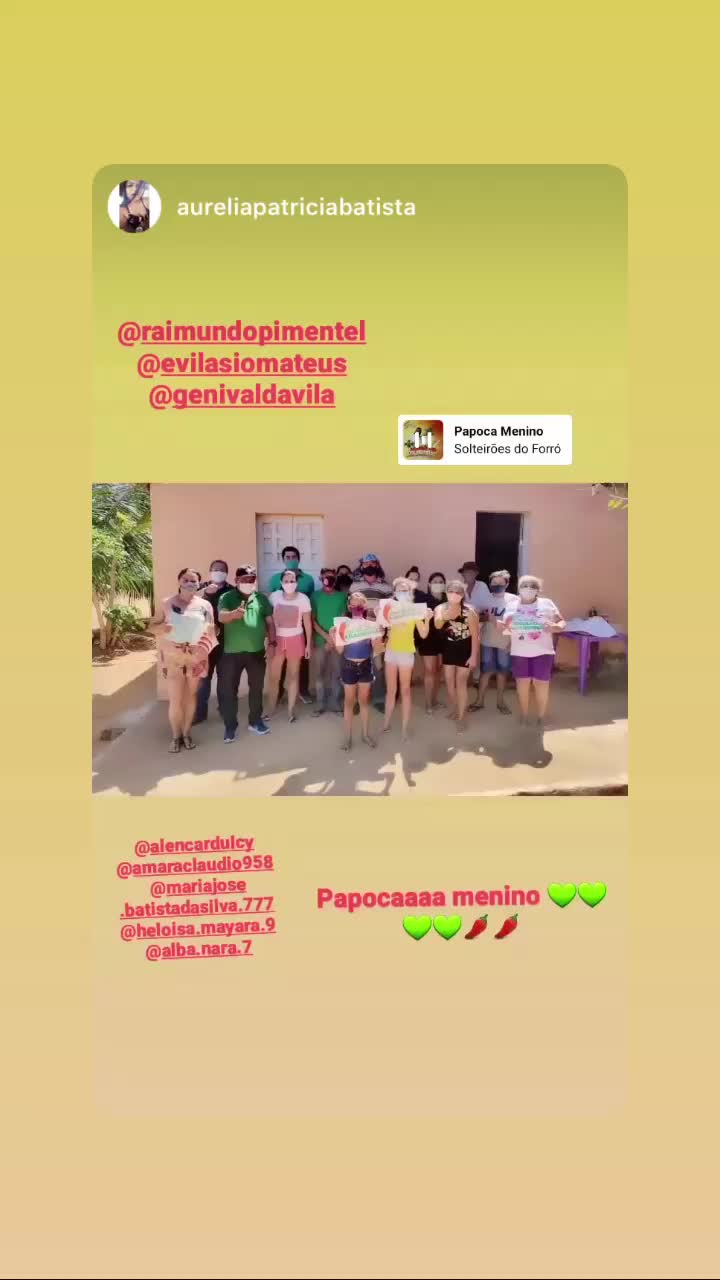 aureliapatriciabatista
@raimundopimentel
@evilasiomateus
@genivaldavila
Papoca Menino
Solteirões do Forró
@alencardulcy
@amaraclaudio958
@mariajose
.batistadasilva.777
@heloisa.mayara.9
@alba.nara.7
Papocaaaa menino 💚💚
💚💚🌶️🌶️